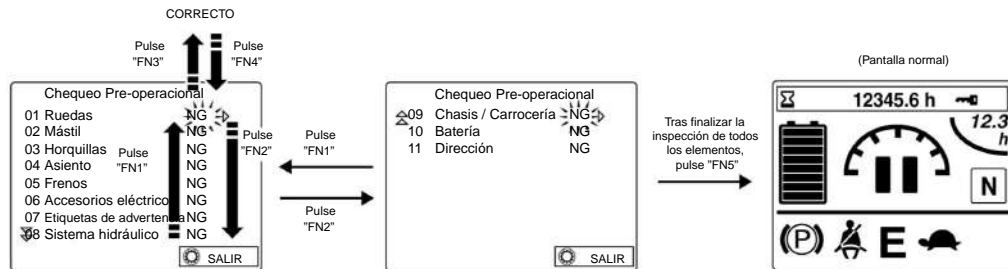 CORRECTO
Pulse
"FN3"
Pulse
"FN4"
Chequeo Pre-operacional
01 Ruedas NG
02 Mástil NG
03 Horquillas NG
04 Asiento NG
05 Frenos NG
06 Accesorios eléctrico NG
07 Etiquetas de advertencia NG
08 Sistema hidráulico NG
Pulse
"FN1"
Pulse
"FN2"
SALIR
Pulse
"FN1"
Pulse
"FN2"
Chequeo Pre-operacional
09 Chasis / Carrocería NG
10 Batería NG
11 Dirección NG
SALIR
Tras finalizar la
inspección de todos
los elementos,
pulse "FN5"
(Pantalla normal)
12345.6 h
12.3
h
N
(P) E